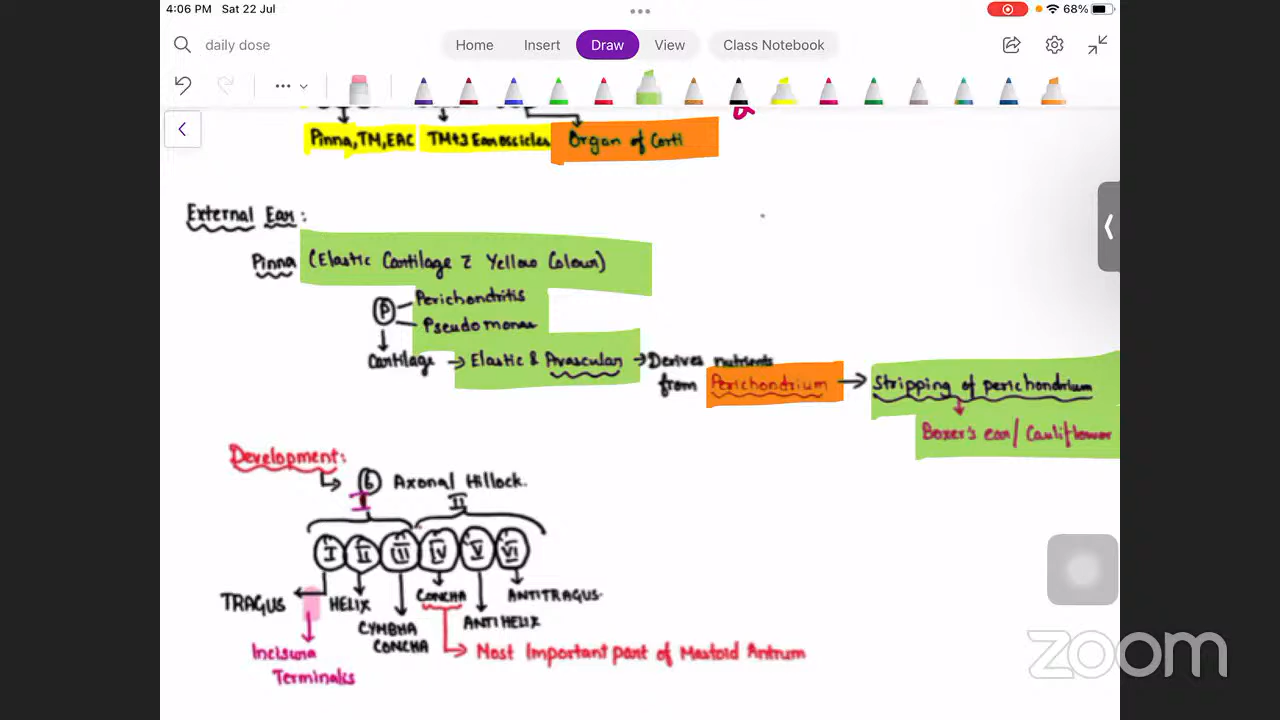 4:06 PM Sat 22 Jul
68%
daily dose
Home Insert Draw View Class Notebook
Pinna, TM, EAC TM+3 Ear ossicles Organ of Corti
External Ear:
Pinna (Elastic Cartilage c Yellow Colour)
P Perichondritis
Pseudomonas
Cartilage → Elastic & Avascular → Derives nutrients
from Perichondrium → Stripping of perichondrium
Boxer's ear / Cauliflower
Development:
6 Axonal Hillock.
I II
I II III IV V VI
TRAGUS HELIX CONCHA ANTITRAGUS
CYMBHA CONCHA ANTIHELIX
Incisura Terminalis
Most Important part of Mastoid Antrum
zoom